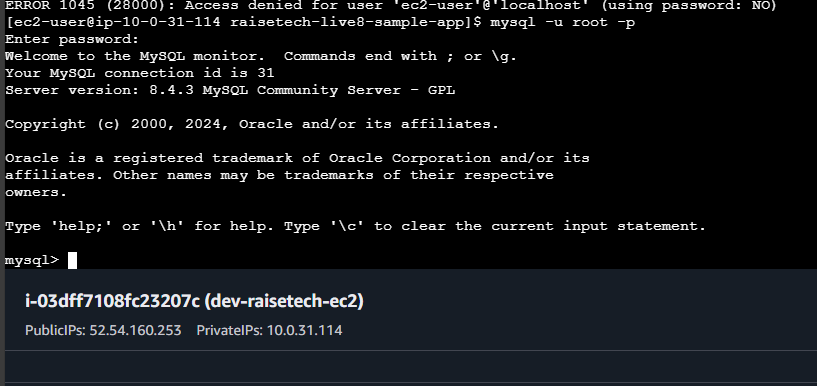 ERROR 1045 (28000): Access denied for user 'ec2-user'@'localhost' (using password: NO)
[ec2-user@ip-10-0-31-114 raisetech-live8-sample-app]$ mysql -u root -p
Enter password:
Welcome to the MySQL monitor.  Commands end with ; or \g.
Your MySQL connection id is 31
Server version: 8.4.3 MySQL Community Server - GPL
Copyright (c) 2000, 2024, Oracle and/or its affiliates.
Oracle is a registered trademark of Oracle Corporation and/or its
affiliates. Other names may be trademarks of their respective
owners.
Type 'help;' or '\h' for help. Type '\c' to clear the current input statement.
mysql>
i-03dff7108fc23207c (dev-raisetech-ec2)
PublicIPs: 52.54.160.253 PrivateIPs: 10.0.31.114